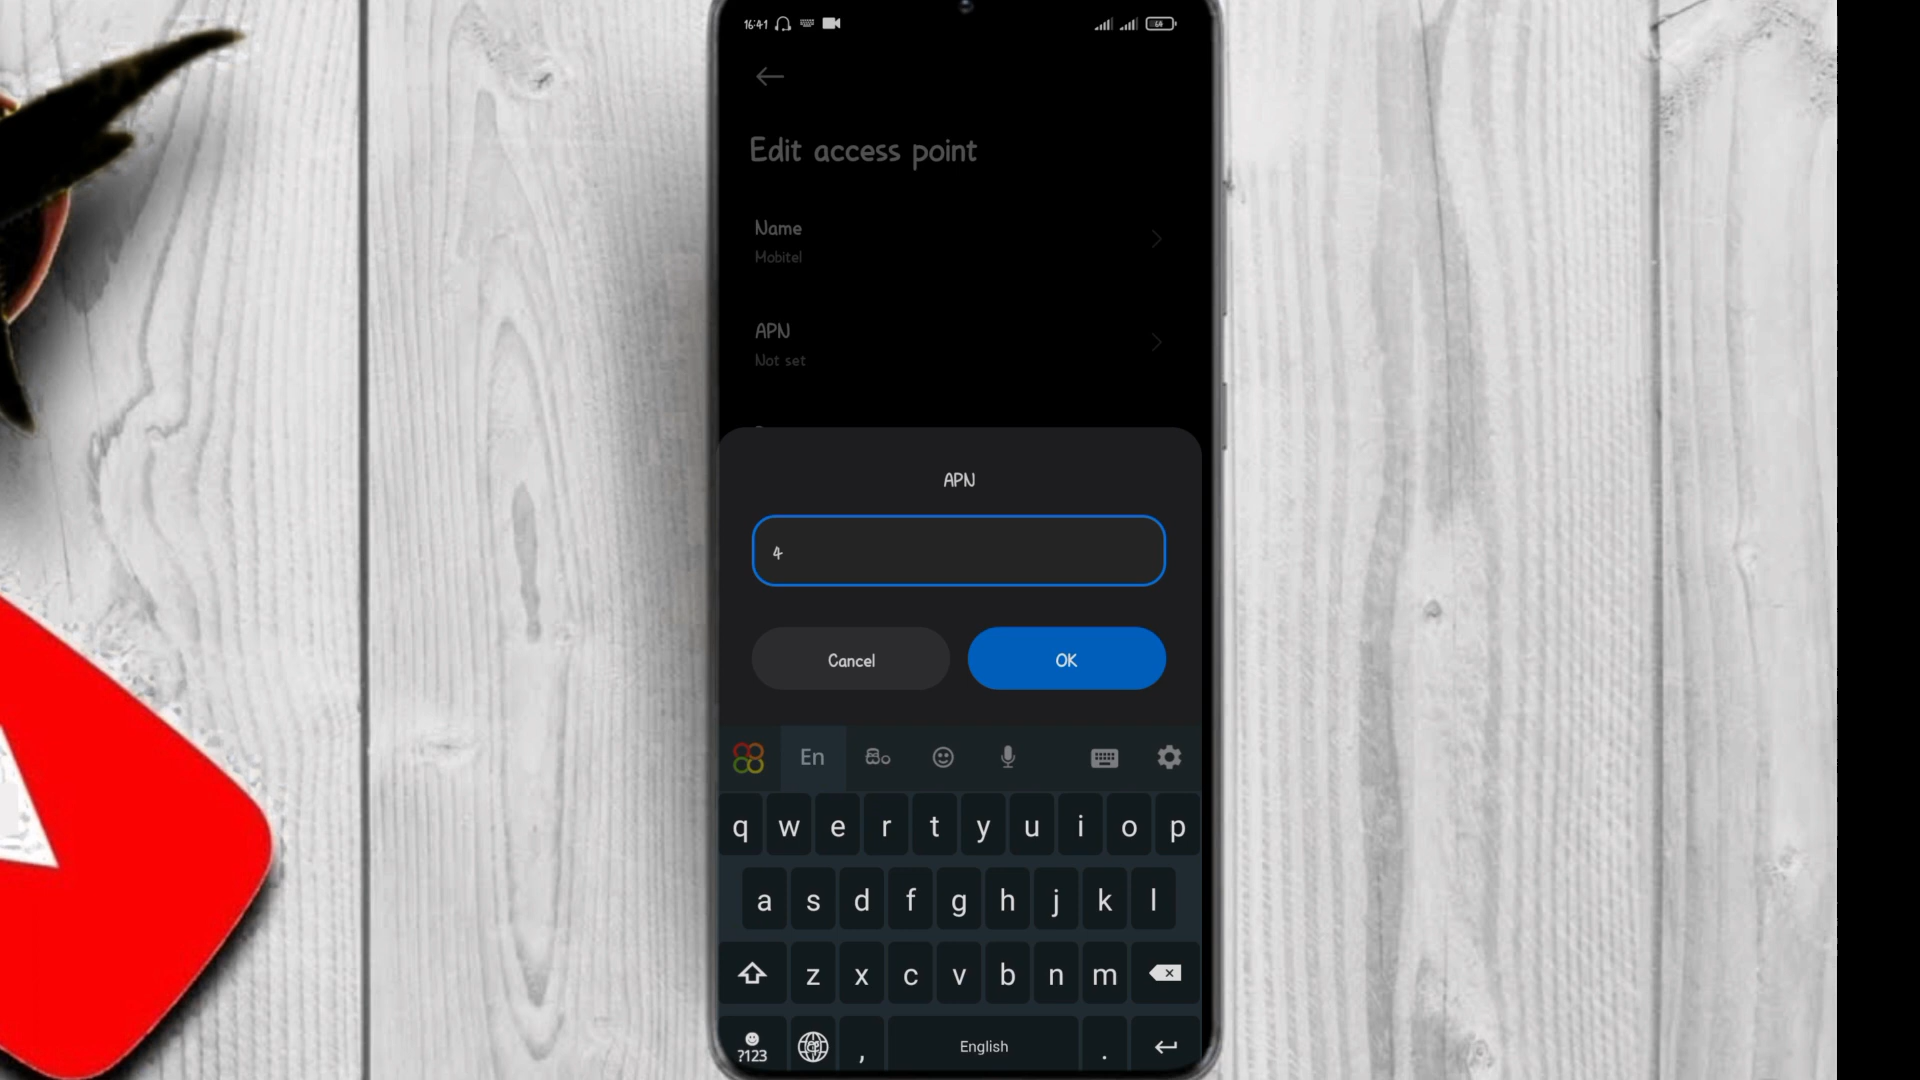 16:41
Edit access point
Name
Mobitel
APN
Not set
APN
4
Cancel
OK
En
q w e r t y u i o p
a s d f g h j k l
z x c v b n m
?123 , English .